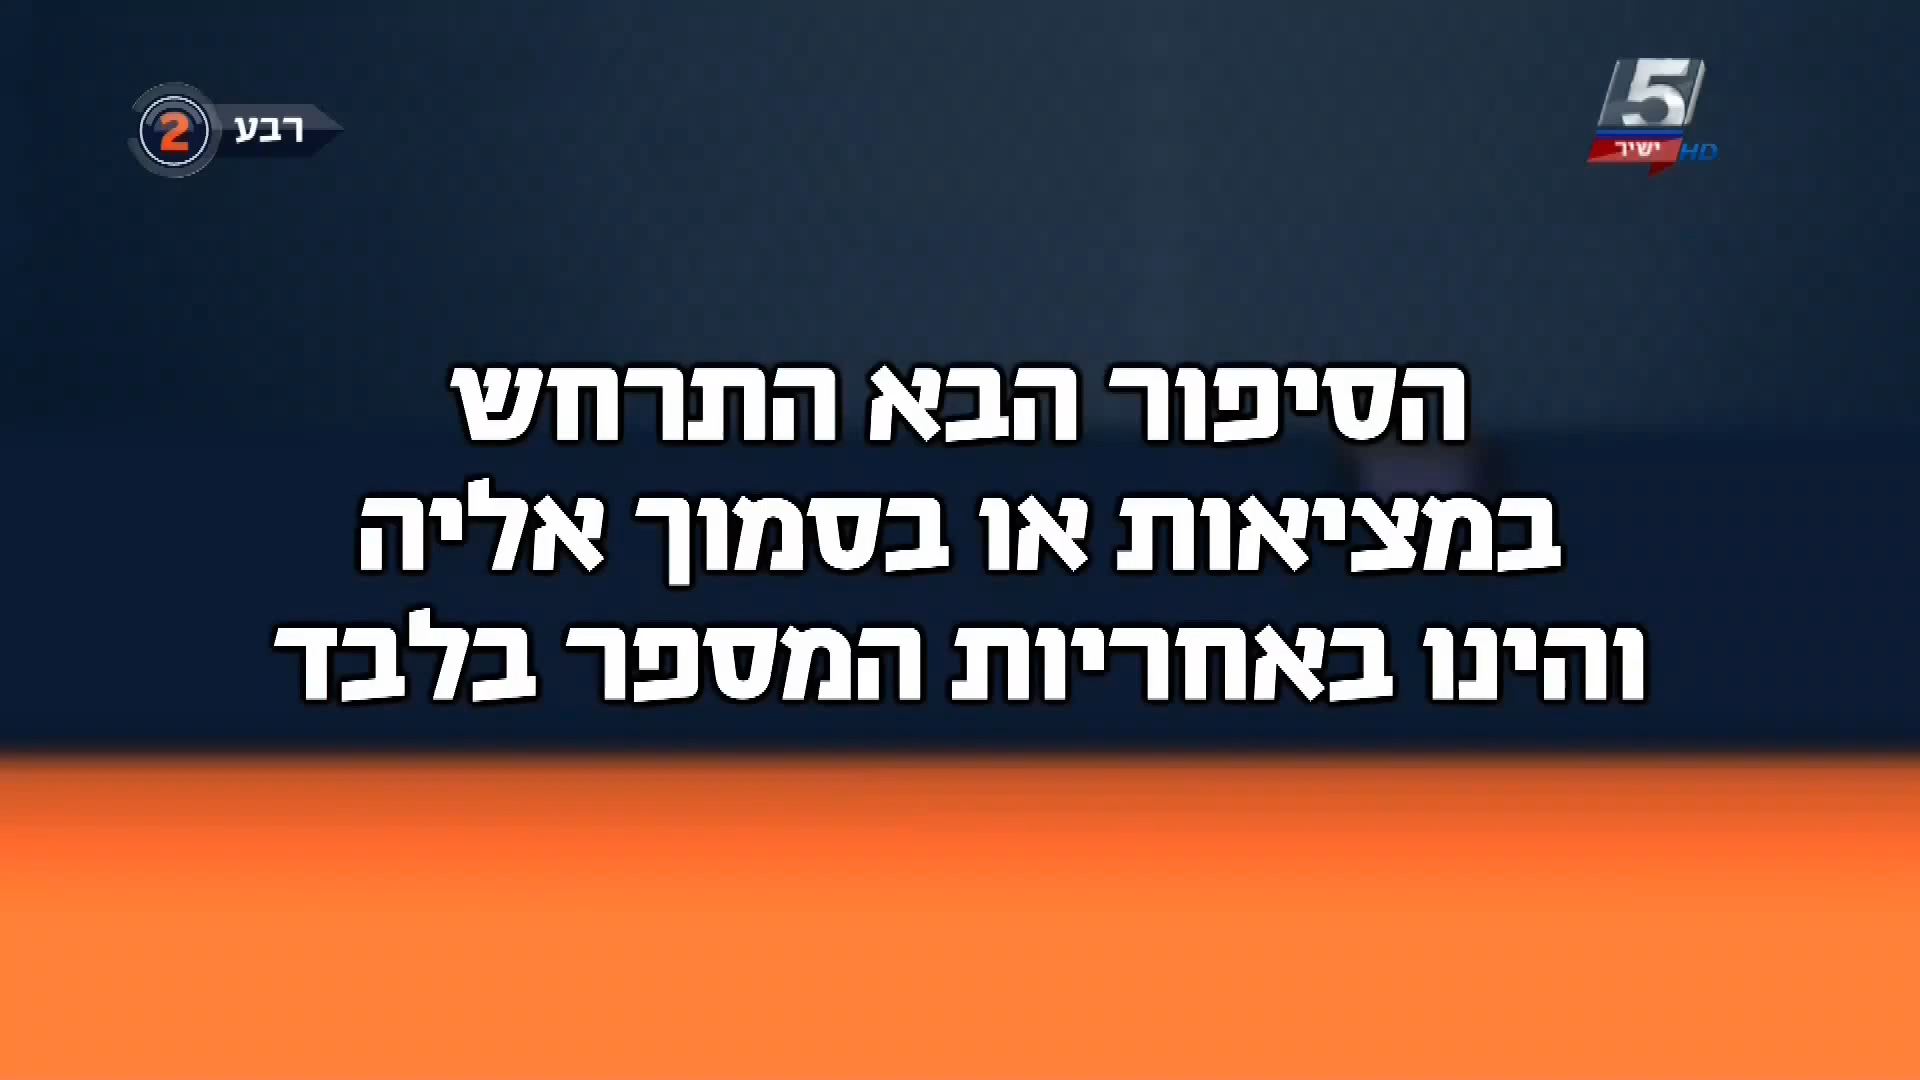 רבע 2
5
ישיר HD
הסיפור הבא התרחש
במציאות או בסמוך אליה
והינו באחריות המספר בלבד